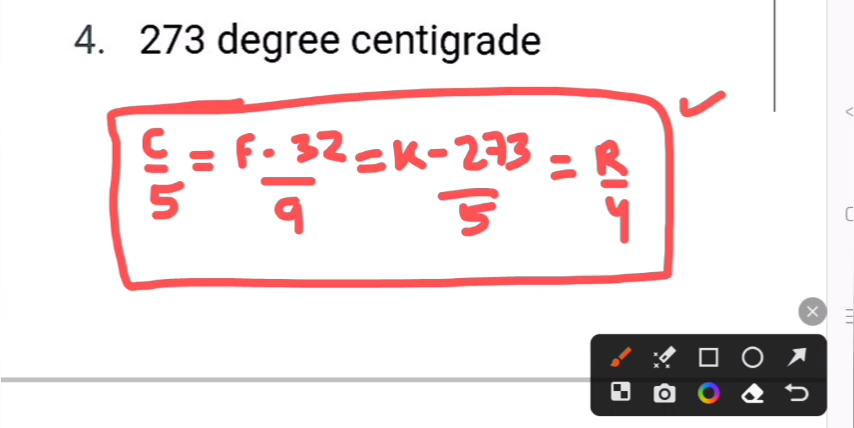 4. 273 degree centigrade
C/5 = F - 32/9 = K - 273/5 = R/4